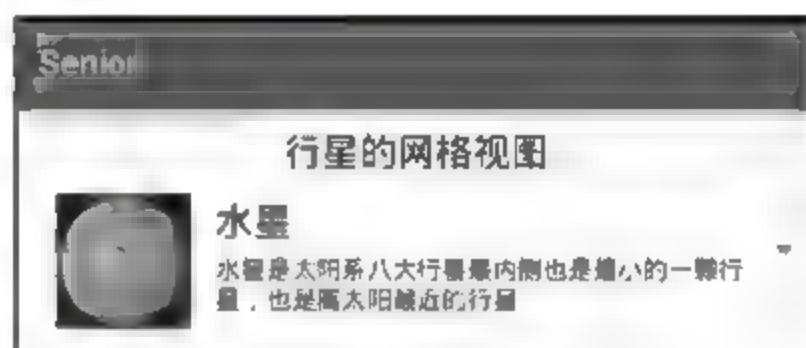 Senior
行星的网格视图
水星
水星是太阳系八大行星最内侧也是最小的一颗行
星，也是离太阳最近的行星